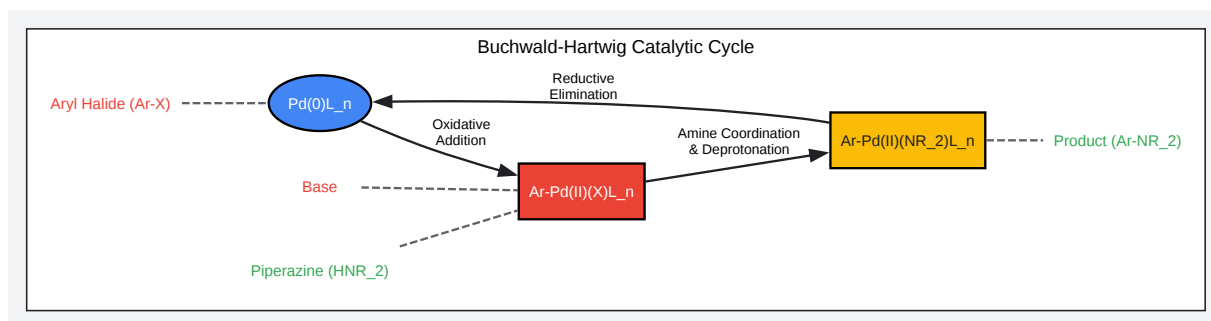 Buchwald-Hartwig Catalytic Cycle
Reductive
Elimination
Aryl Halide (Ar-X)
Pd(0)L_n
Oxidative
Addition
Amine Coordination
& Deprotonation
Ar-Pd(II)(NR_2)L_n
Product (Ar-NR_2)
Base
Ar-Pd(II)(X)L_n
Piperazine (HNR_2)